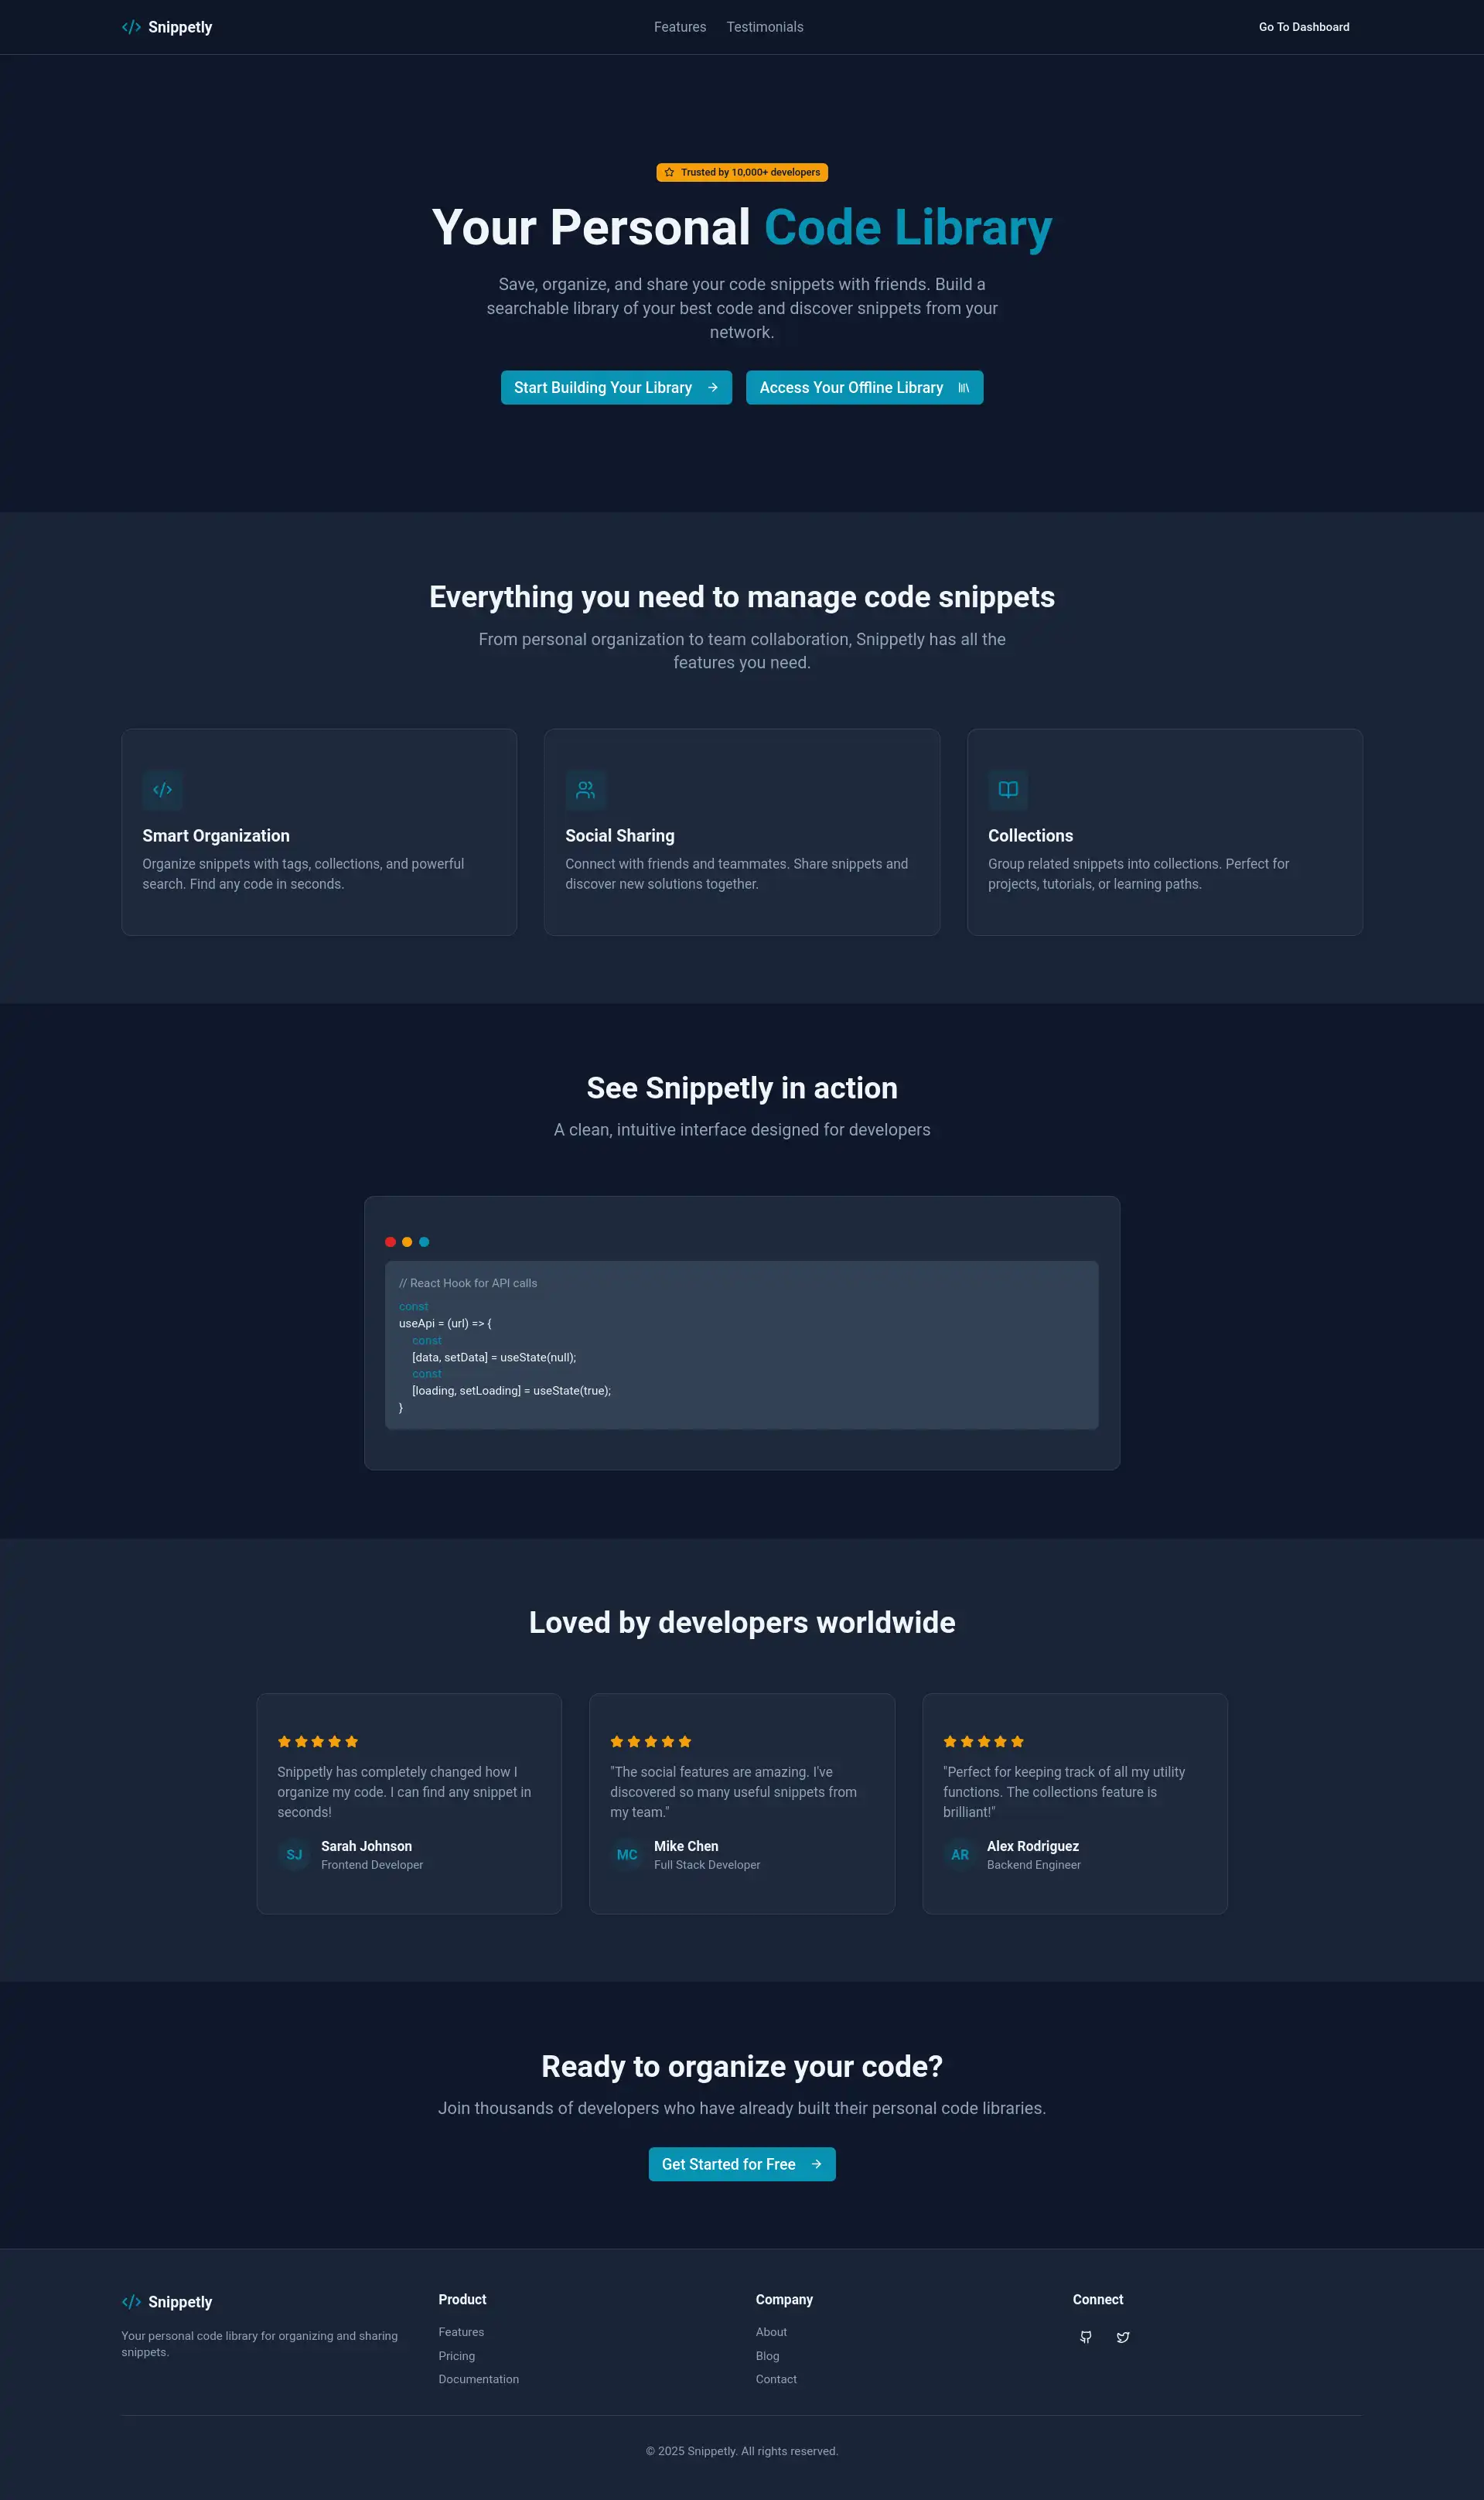 Snippetly
Features
Testimonials
Go To Dashboard
Trusted by 10,000+ developers
Your Personal Code Library
Save, organize, and share your code snippets with friends. Build a
searchable library of your best code and discover snippets from your
network.
Start Building Your Library
Access Your Offline Library
Everything you need to manage code snippets
From personal organization to team collaboration, Snippetly has all the
features you need.
Smart Organization
Organize snippets with tags, collections, and powerful
search. Find any code in seconds.
Social Sharing
Connect with friends and teammates. Share snippets and
discover new solutions together.
Collections
Group related snippets into collections. Perfect for
projects, tutorials, or learning paths.
See Snippetly in action
A clean, intuitive interface designed for developers
// React Hook for API calls
const
useApi = (url) => {
const
[data, setData] = useState(null);
const
[loading, setLoading] = useState(true);
}
Loved by developers worldwide
Snippetly has completely changed how I
organize my code. I can find any snippet in
seconds!
SJ
Sarah Johnson
Frontend Developer
"The social features are amazing. I've
discovered so many useful snippets from
my team."
MC
Mike Chen
Full Stack Developer
"Perfect for keeping track of all my utility
functions. The collections feature is
brilliant!"
AR
Alex Rodriguez
Backend Engineer
Ready to organize your code?
Join thousands of developers who have already built their personal code libraries.
Get Started for Free
Snippetly
Your personal code library for organizing and sharing
snippets.
Product
Features
Pricing
Documentation
Company
About
Blog
Contact
Connect
© 2025 Snippetly. All rights reserved.